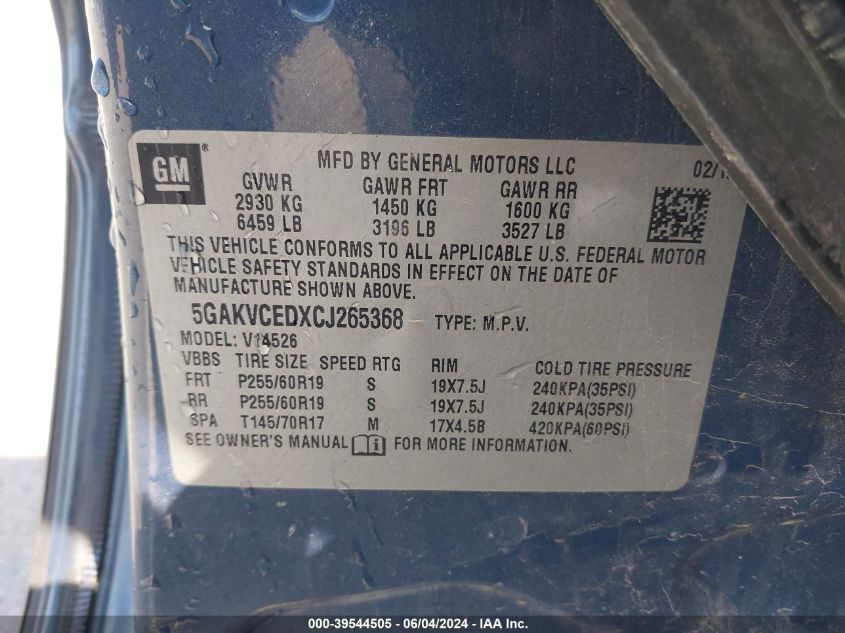 GM ®
MFD BY GENERAL MOTORS LLC 02/1
GVWR GAWR FRT GAWR RR
2930 KG 1450 KG 1600 KG
6459 LB 3196 LB 3527 LB
THIS VEHICLE CONFORMS TO ALL APPLICABLE U.S. FEDERAL MOTOR
VEHICLE SAFETY STANDARDS IN EFFECT ON THE DATE OF
MANUFACTURE SHOWN ABOVE.
5GAKVCEDXCJ265368 TYPE: M.P.V.
MODEL: V14526
VBBS TIRE SIZE SPEED RTG RIM COLD TIRE PRESSURE
FRT P255/60R19 S 19X7.5J 240KPA(35PSI)
RR P255/60R19 S 19X7.5J 240KPA(35PSI)
SPA T145/70R17 M 17X4.5B 420KPA(60PSI)
SEE OWNER'S MANUAL FOR MORE INFORMATION.
000-39544505 - 06/04/2024 - IAAI.com